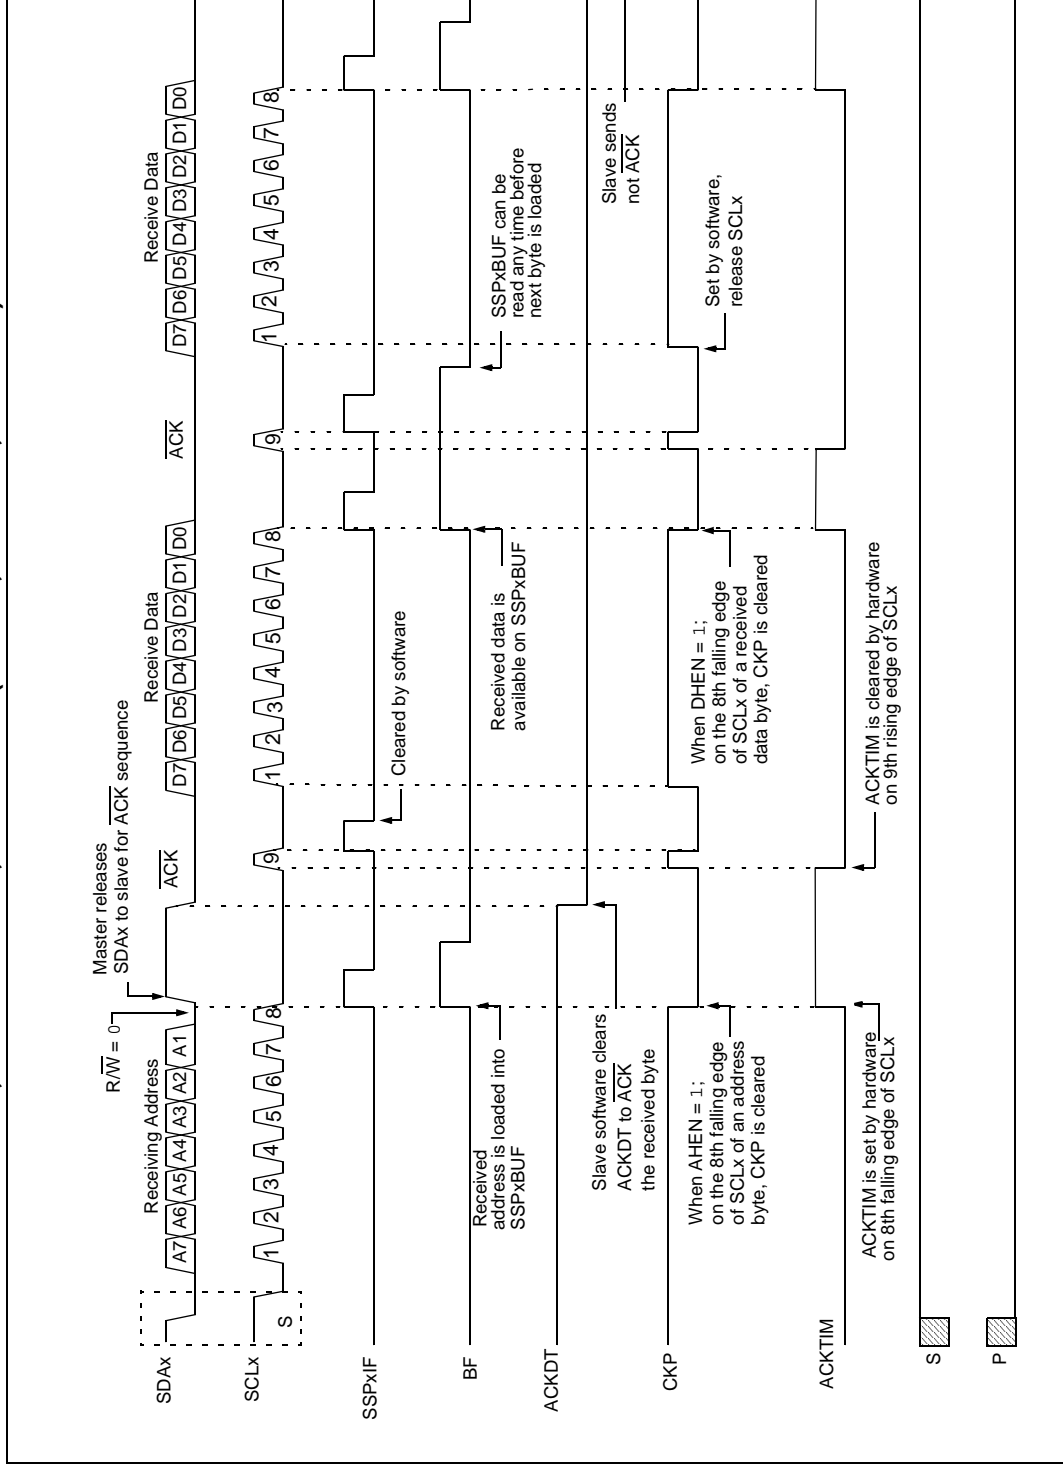 Master releases
SDAx to slave for ACK sequence
R/W = 0
Receiving Address
Receive Data
Receive Data
ACK
ACK
SDAx
A7 A6 A5 A4 A3 A2 A1
D7 D6 D5 D4 D3 D2 D1 D0
D7 D6 D5 D4 D3 D2 D1 D0
SCLx
S
1 2 3 4 5 6 7 8 9
1 2 3 4 5 6 7 8 9
1 2 3 4 5 6 7 8
SSPxIF
Cleared by software
BF
Received
address is loaded into
SSPxBUF
Received data is
available on SSPxBUF
SSPxBUF can be
read any time before
next byte is loaded
ACKDT
Slave software clears
ACKDT to ACK
the received byte
Slave sends
not ACK
CKP
When AHEN = 1;
on the 8th falling edge
of SCLx of an address
byte, CKP is cleared
When DHEN = 1;
on the 8th falling edge
of SCLx of a received
data byte, CKP is cleared
Set by software,
release SCLx
ACKTIM
ACKTIM is set by hardware
on 8th falling edge of SCLx
ACKTIM is cleared by hardware
on 9th rising edge of SCLx
S
P